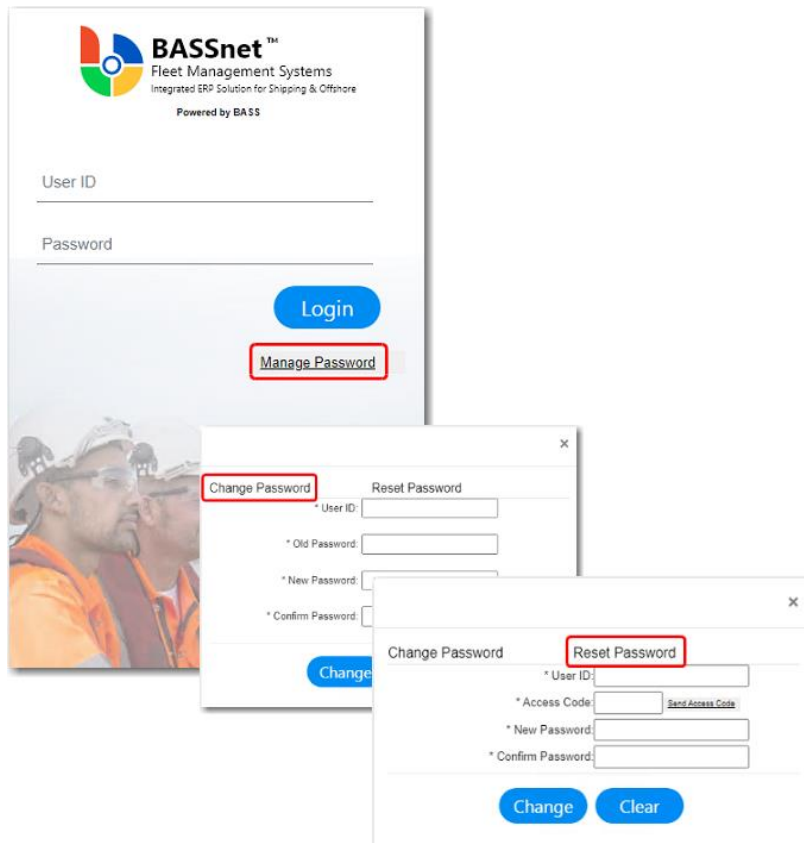 BASSnet™
Fleet Management Systems
Integrated ERP Solution for Shipping & Offshore
Powered by BASS
User ID
Password
Login
Manage Password
×
Change Password Reset Password
* User ID:
* Old Password:
* New Password:
* Confirm Password:
Change
×
Change Password Reset Password
* User ID:
* Access Code: Send Access Code
* New Password:
* Confirm Password:
Change Clear